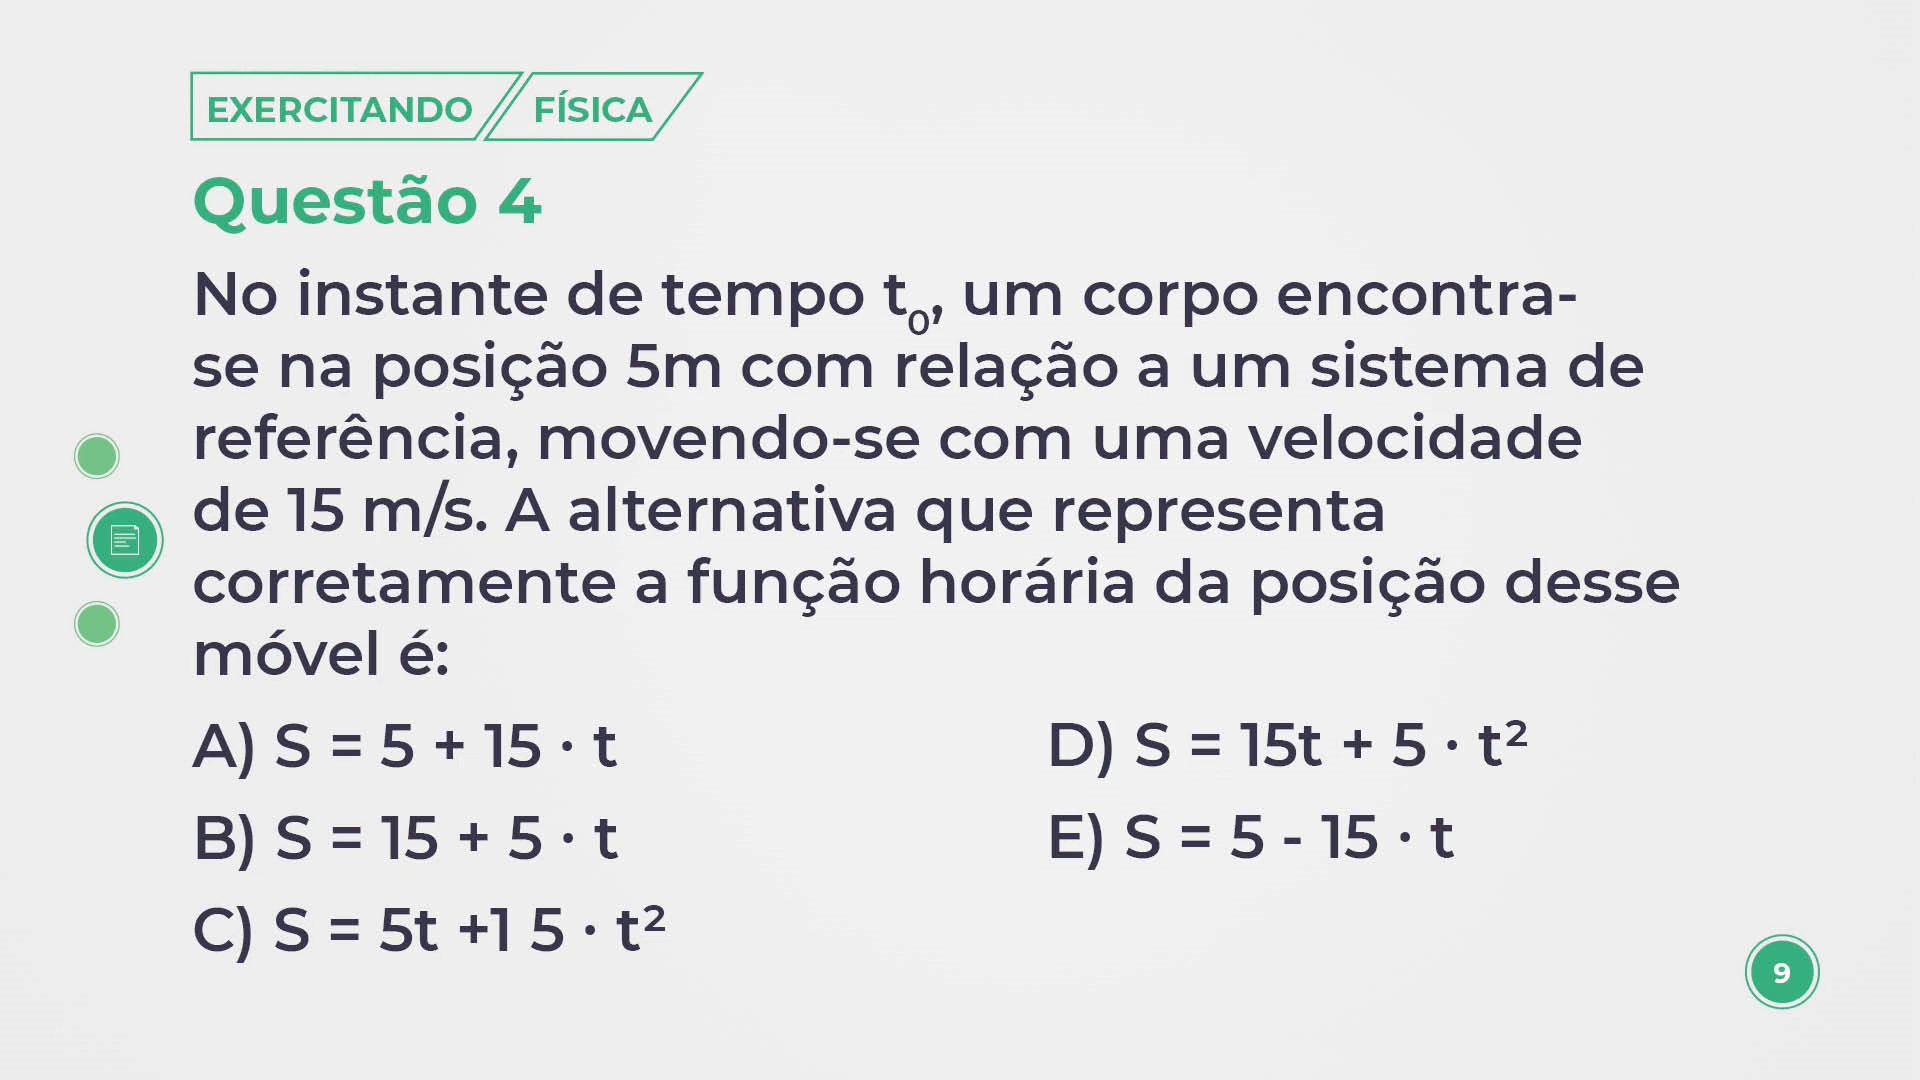 EXERCITANDO FÍSICA
Questão 4
No instante de tempo t₀, um corpo encontra-
se na posição 5m com relação a um sistema de
referência, movendo-se com uma velocidade
de 15 m/s. A alternativa que representa
corretamente a função horária da posição desse
móvel é:
A) S = 5 + 15 · t
B) S = 15 + 5 · t
C) S = 5t +1 5 · t²
D) S = 15t + 5 · t²
E) S = 5 - 15 · t
9